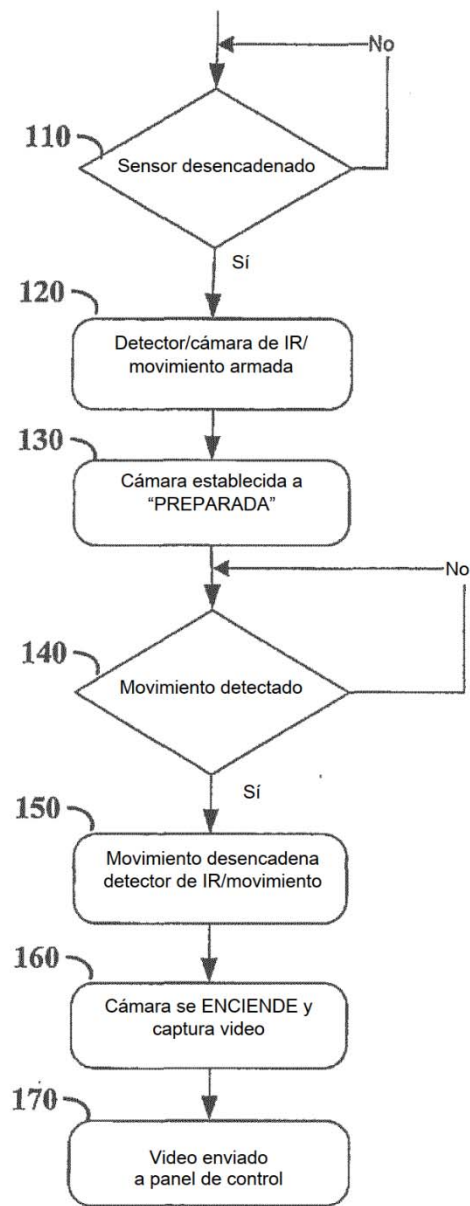 No
110
Sensor desencadenado
Sí
120
Detector/cámara de IR/
movimiento armada
130
Cámara establecida a
“PREPARADA”
No
140
Movimiento detectado
Sí
150
Movimiento desencadena
detector de IR/movimiento
160
Cámara se ENCIENDE y
captura video
170
Video enviado
a panel de control